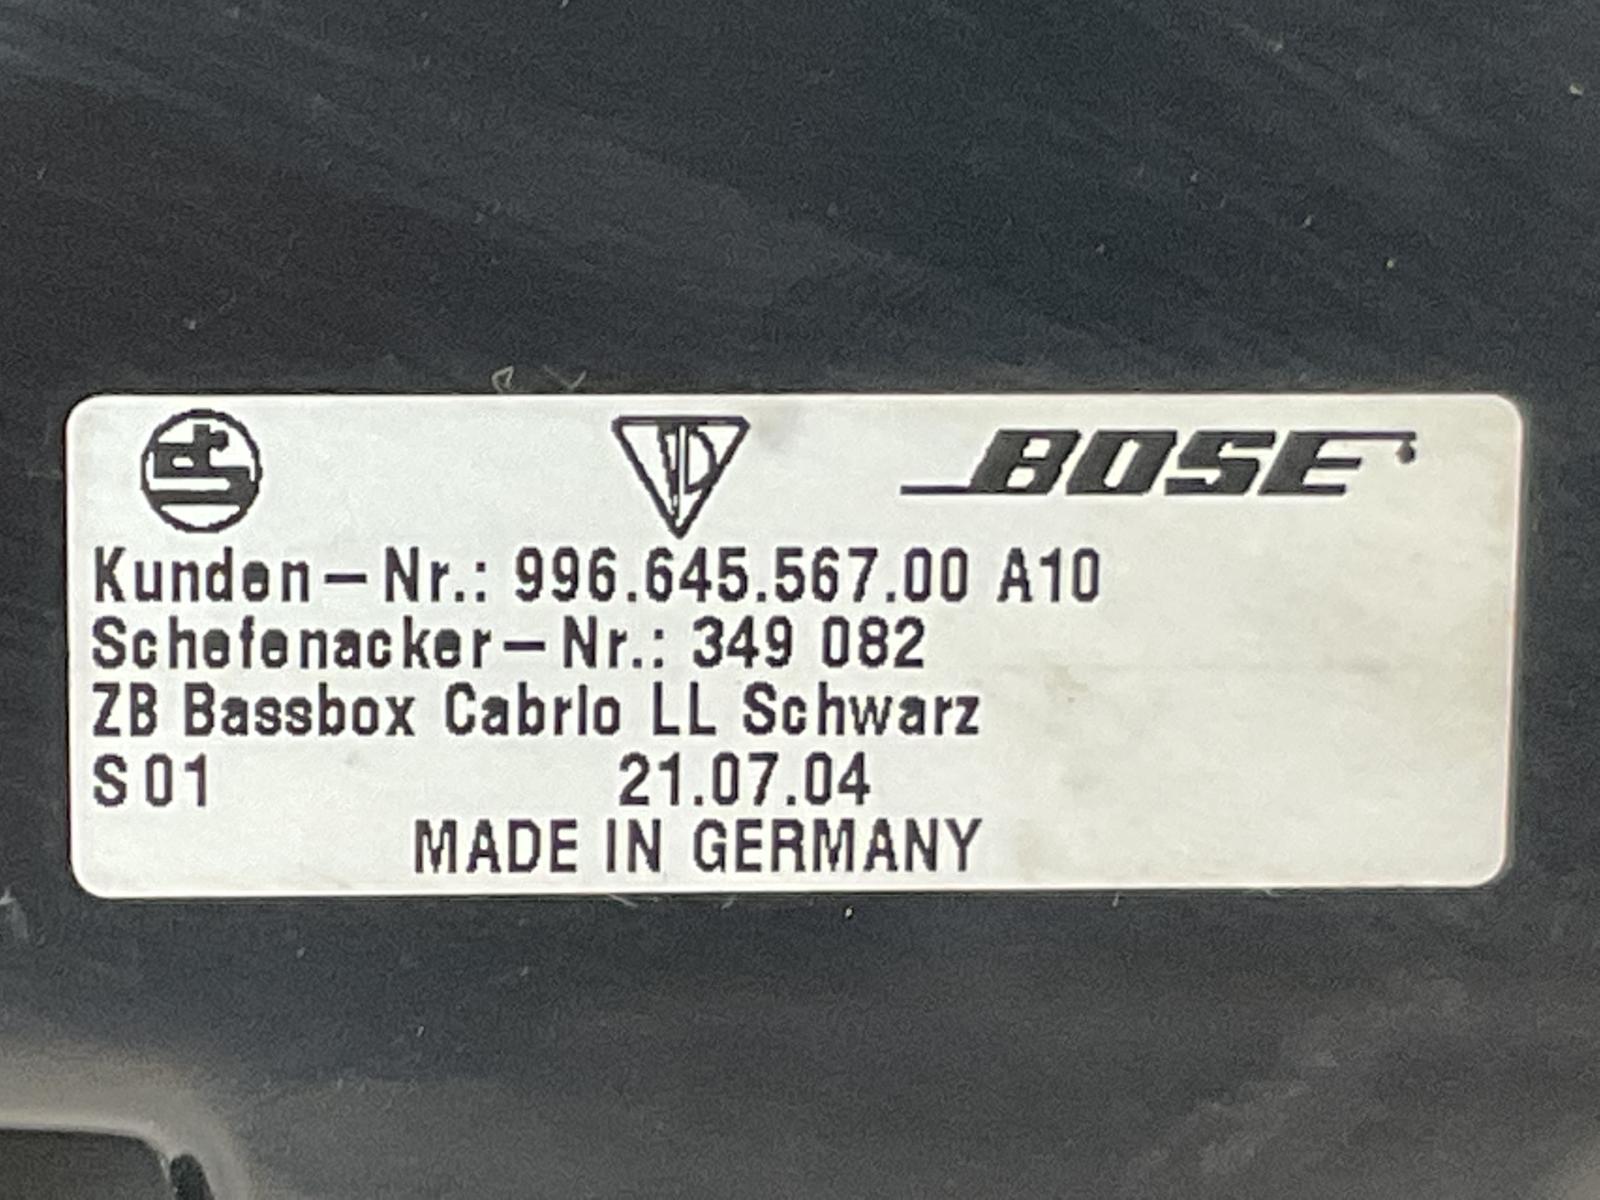 BOSE
Kunden-Nr.: 996.645.567.00 A10
Schefenacker-Nr.: 349 082
ZB Bassbox Cabrio LL Schwarz
S 01 21.07.04
MADE IN GERMANY